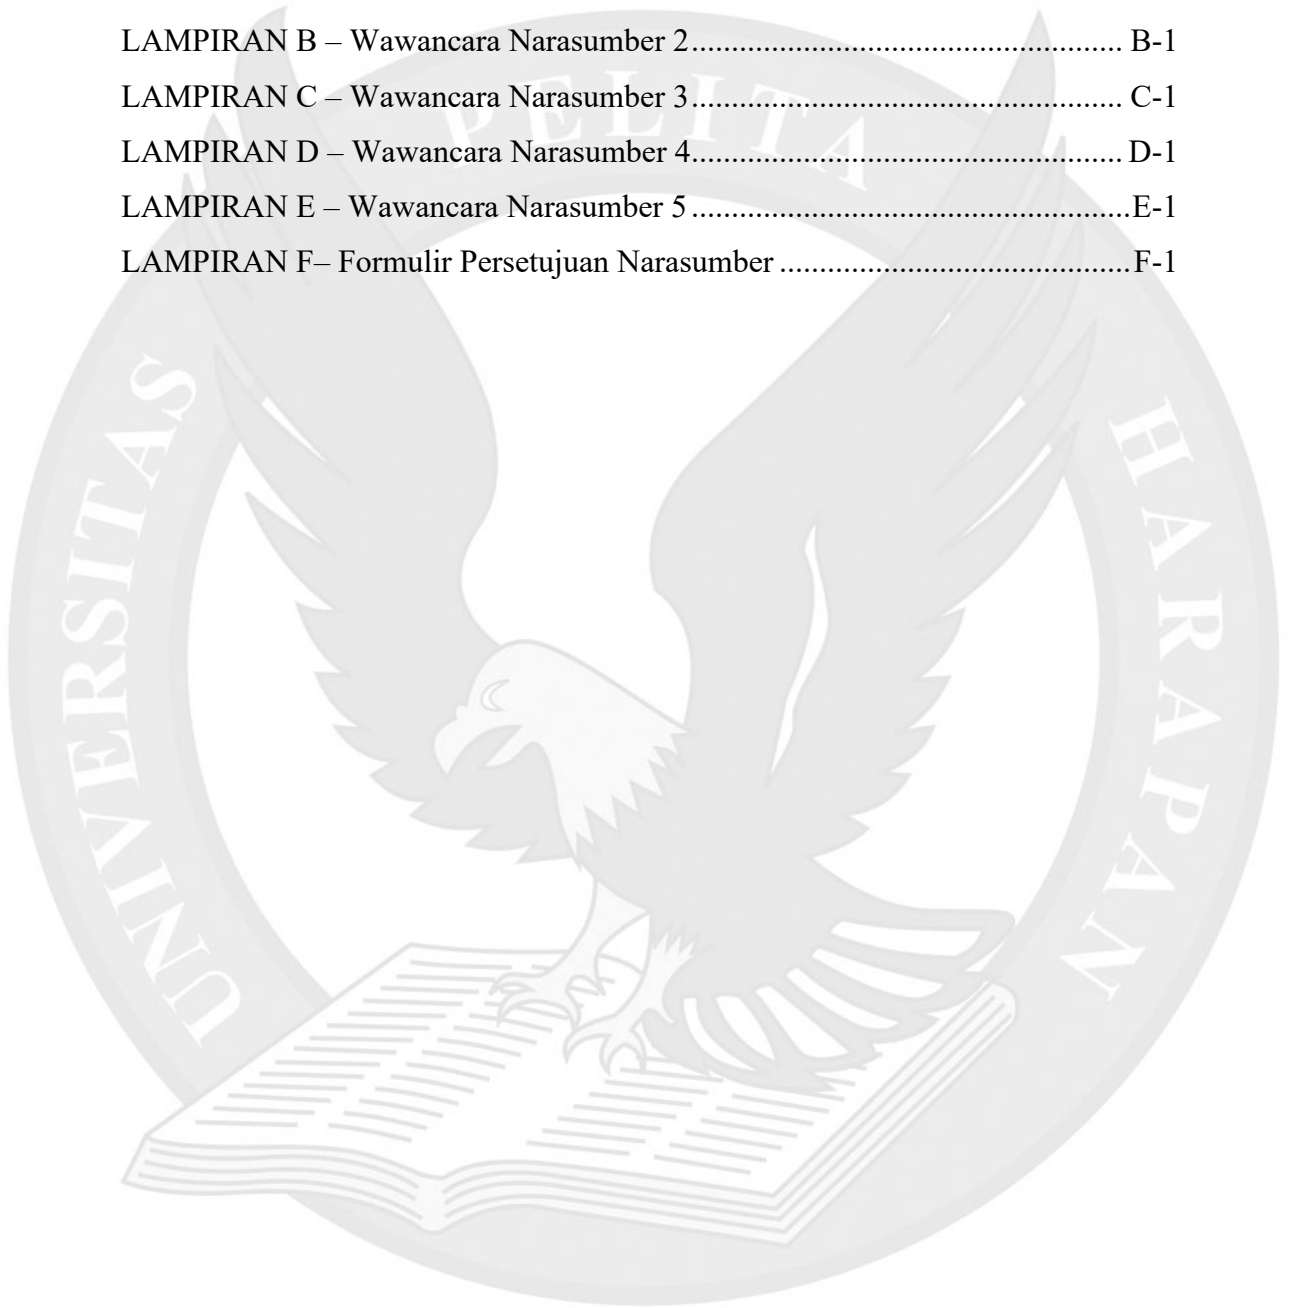 LAMPIRAN B – Wawancara Narasumber 2...................................................... B-1
LAMPIRAN C – Wawancara Narasumber 3...................................................... C-1
LAMPIRAN D – Wawancara Narasumber 4...................................................... D-1
LAMPIRAN E – Wawancara Narasumber 5.......................................................E-1
LAMPIRAN F– Formulir Persetujuan Narasumber ............................................F-1
UNIVERSITAS PELITA HARAPAN